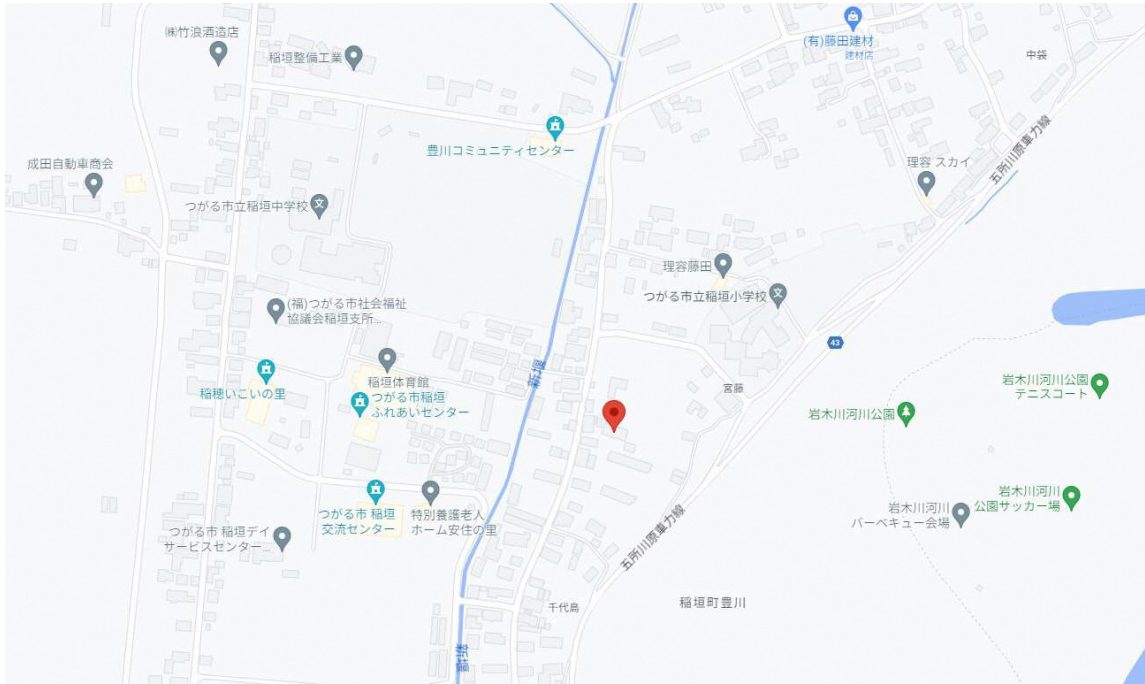 ㈱竹浪酒造店
稲垣整備工業
(有)藤田建材
建材店
中袋
豊川コミュニティセンター
五所川原車力線
成田自動車商会
理容 スカイ
つがる市立稲垣中学校
理容藤田
つがる市立稲垣小学校
(福)つがる市社会福祉
協議会稲垣支所...
43
新堰
稲垣体育館
稲穂いこいの里
つがる市稲垣
ふれあいセンター
宮藤
岩木川河川公園
テニスコート
岩木川河川公園
つがる市 稲垣
交流センター
特別養護老人
ホーム安住の里
岩木川河川
公園サッカー場
岩木川河川
バーベキュー会場
つがる市 稲垣デイ
サービスセンター...
五所川原車力線
千代島
稲垣町豊川
新堰